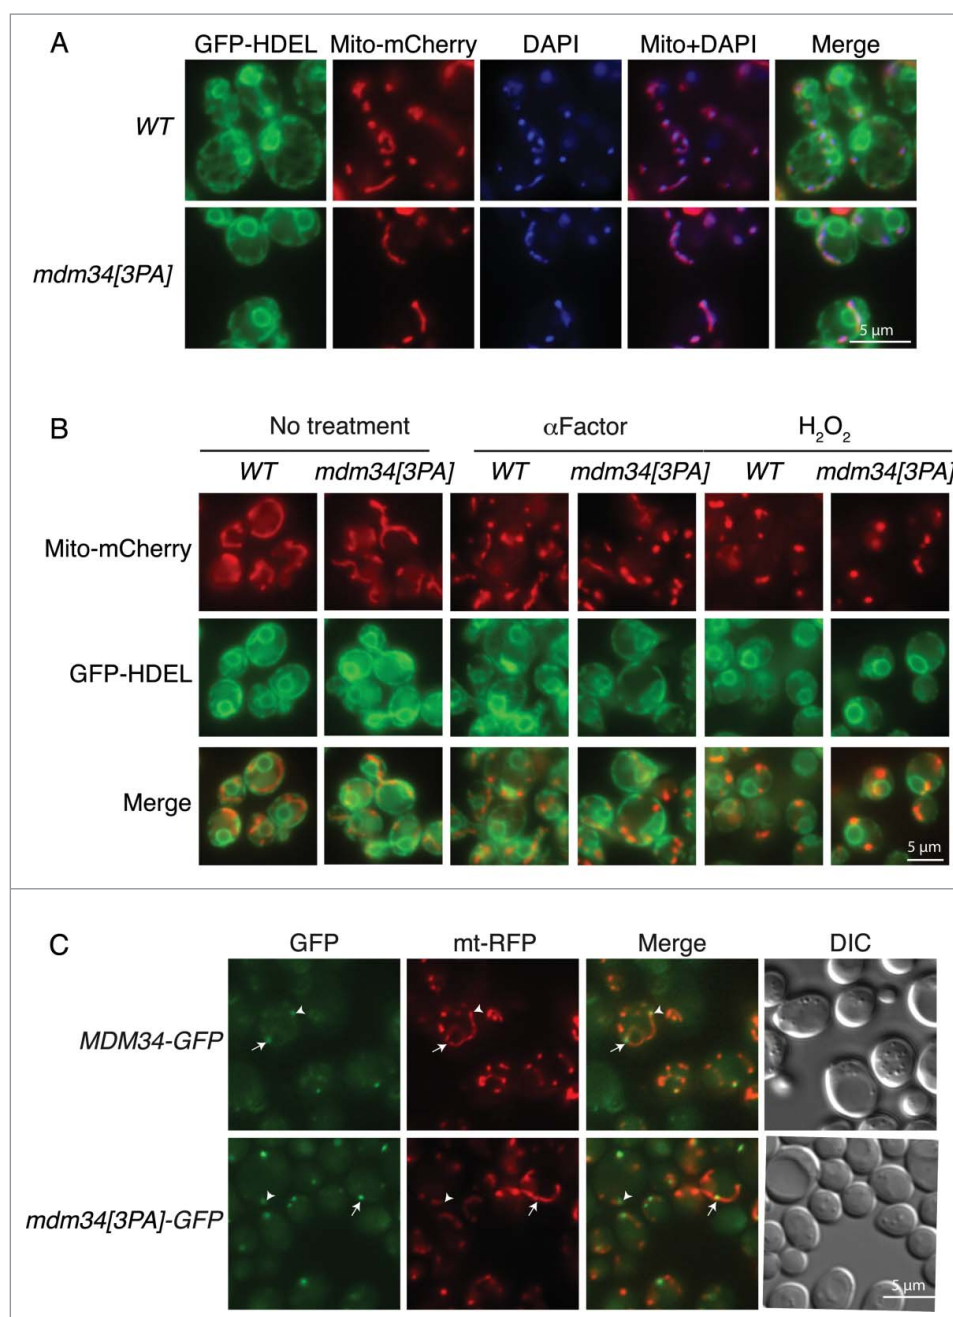 A
GFP-HDEL Mito-mCherry DAPI Mito+DAPI Merge
WT
mdm34[3PA]
5 µm
B
No treatment αFactor H₂O₂
WT mdm34[3PA] WT mdm34[3PA] WT mdm34[3PA]
Mito-mCherry
GFP-HDEL
Merge
5 µm
C
GFP mt-RFP Merge DIC
MDM34-GFP
mdm34[3PA]-GFP
5 µm